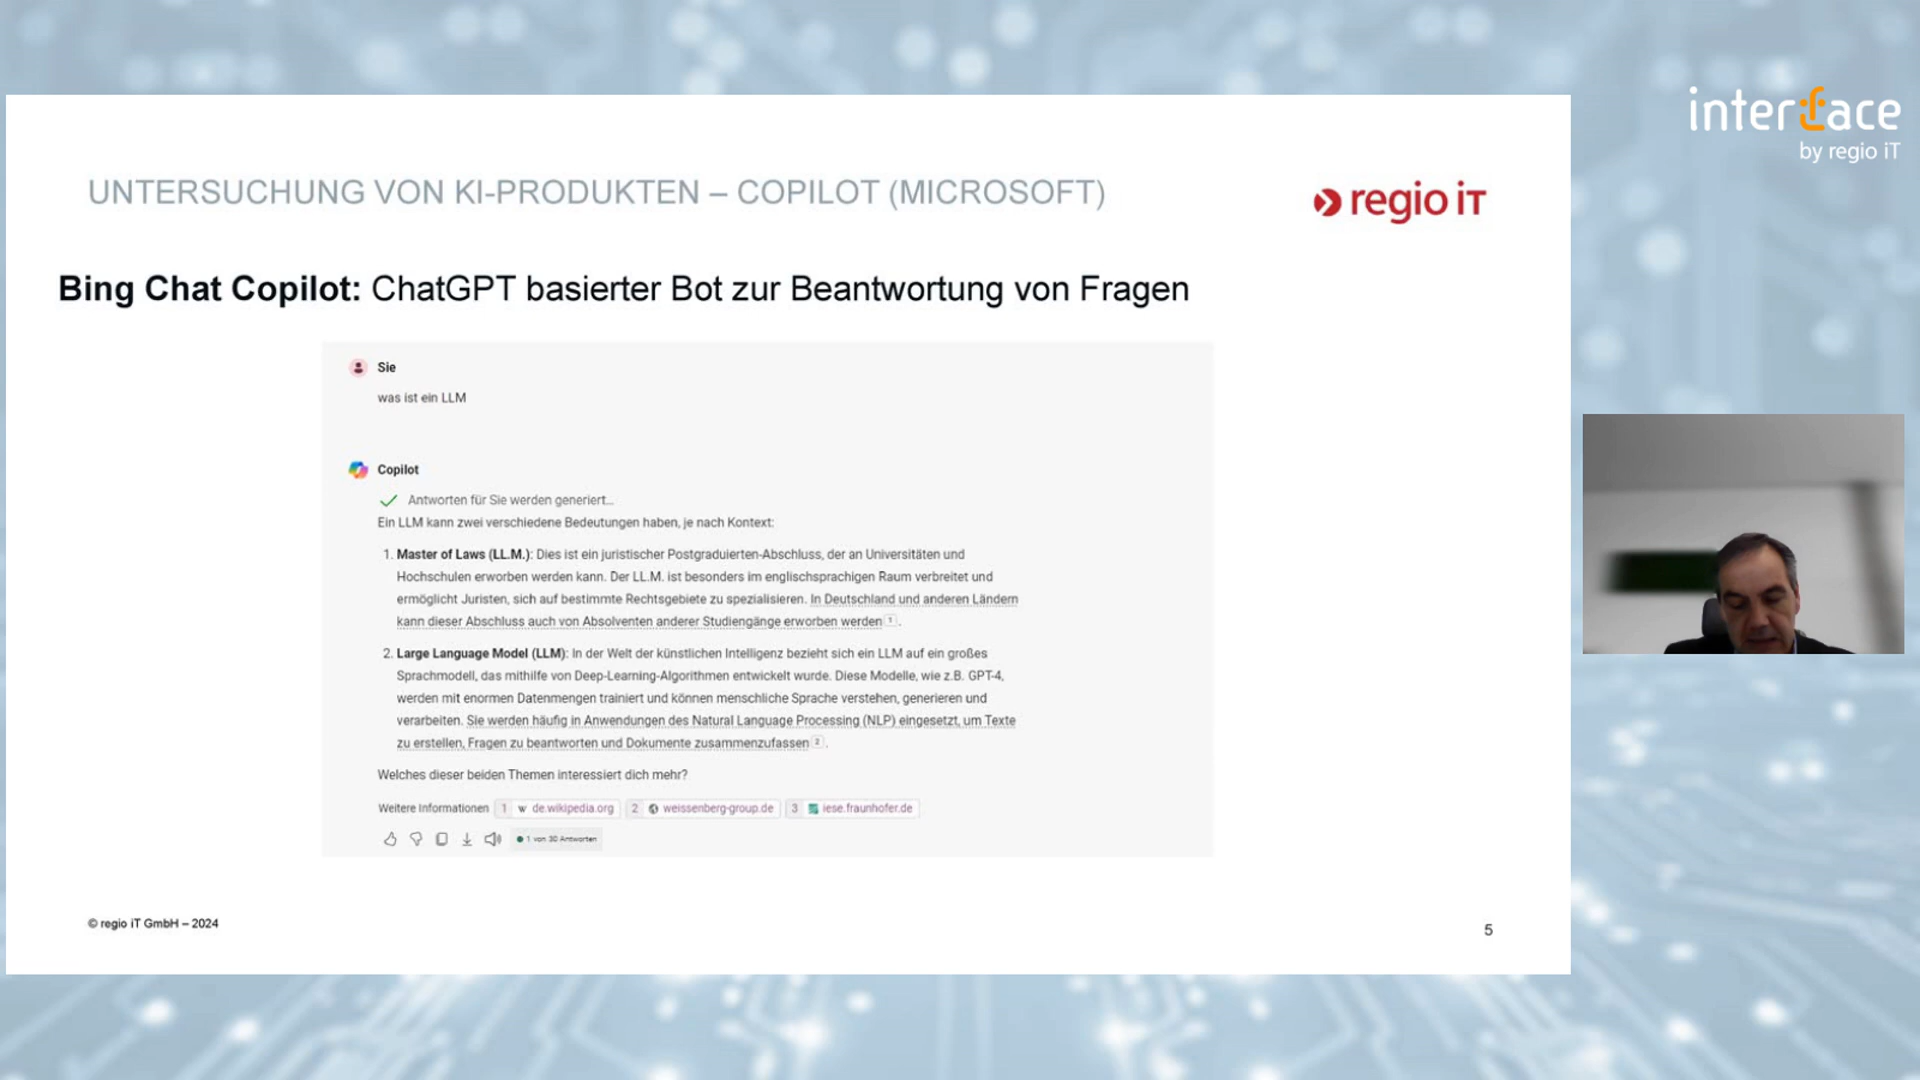 interface
by regio iT
UNTERSUCHUNG VON KI-PRODUKTEN – COPILOT (MICROSOFT)
regio iT
Bing Chat Copilot: ChatGPT basierter Bot zur Beantwortung von Fragen
Sie
was ist ein LLM
Copilot
Antworten für Sie werden generiert...
Ein LLM kann zwei verschiedene Bedeutungen haben, je nach Kontext:
1. Master of Laws (LL.M.): Dies ist ein juristischer Postgraduierten-Abschluss, der an Universitäten und
Hochschulen erworben werden kann. Der LL.M. ist besonders im englischsprachigen Raum verbreitet und
ermöglicht Juristen, sich auf bestimmte Rechtsgebiete zu spezialisieren. In Deutschland und anderen Ländern
kann dieser Abschluss auch von Absolventen anderer Studiengänge erworben werden 1 .
2. Large Language Model (LLM): In der Welt der künstlichen Intelligenz bezieht sich ein LLM auf ein großes
Sprachmodell, das mithilfe von Deep-Learning-Algorithmen entwickelt wurde. Diese Modelle, wie z.B. GPT-4,
werden mit enormen Datenmengen trainiert und können menschliche Sprache verstehen, generieren und
verarbeiten. Sie werden häufig in Anwendungen des Natural Language Processing (NLP) eingesetzt, um Texte
zu erstellen, Fragen zu beantworten und Dokumente zusammenzufassen 2 .
Welches dieser beiden Themen interessiert dich mehr?
Weitere Informationen 1 W de.wikipedia.org 2 weissenberg-group.de 3 iese.fraunhofer.de
1 von 30 Antworten
© regio iT GmbH – 2024
5